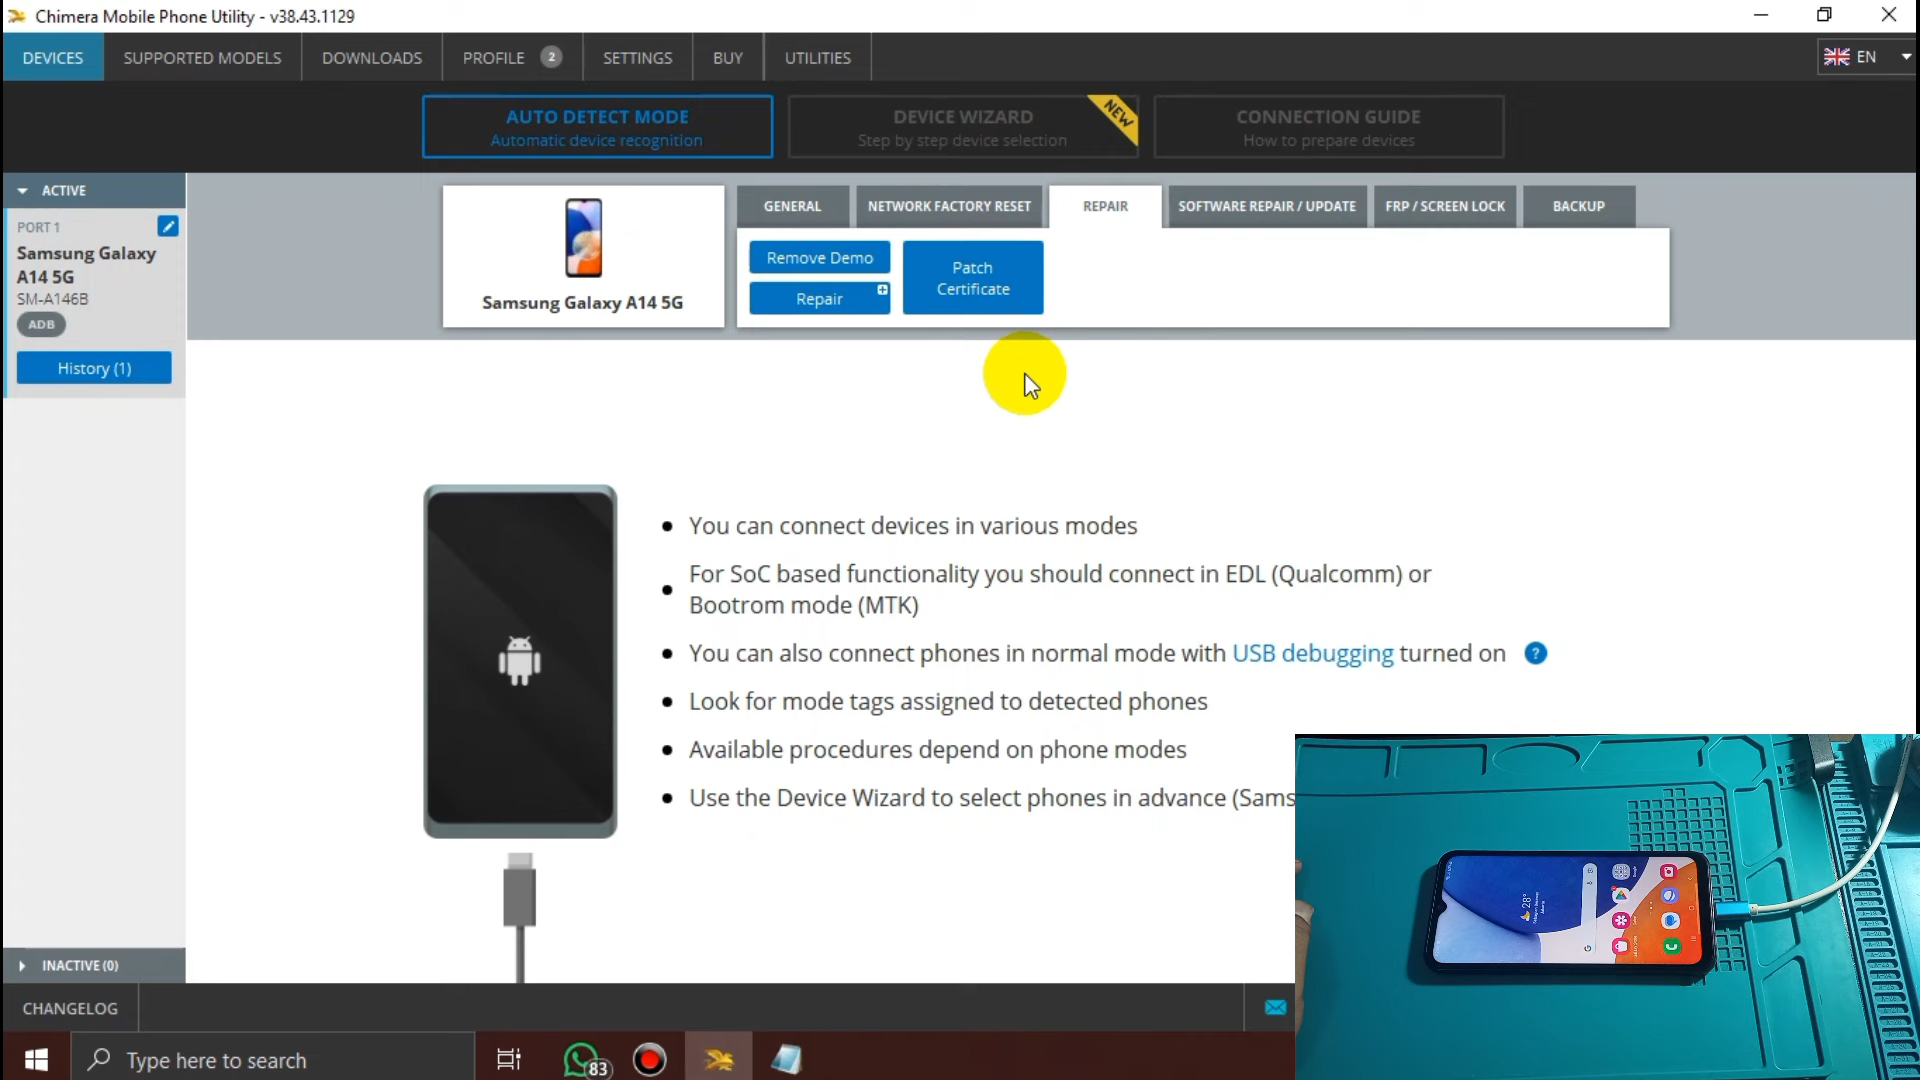 Chimera Mobile Phone Utility - v38.43.1129
DEVICES
SUPPORTED MODELS
DOWNLOADS
PROFILE 2
SETTINGS
BUY
UTILITIES
EN
AUTO DETECT MODE
Automatic device recognition
DEVICE WIZARD
Step by step device selection
NEW
CONNECTION GUIDE
How to prepare devices
ACTIVE
PORT 1
Samsung Galaxy
A14 5G
SM-A146B
ADB
History (1)
Samsung Galaxy A14 5G
GENERAL
NETWORK FACTORY RESET
REPAIR
SOFTWARE REPAIR / UPDATE
FRP / SCREEN LOCK
BACKUP
Remove Demo
Repair
Patch
Certificate
You can connect devices in various modes
For SoC based functionality you should connect in EDL (Qualcomm) or
Bootrom mode (MTK)
You can also connect phones in normal mode with USB debugging turned on ?
Look for mode tags assigned to detected phones
Available procedures depend on phone modes
Use the Device Wizard to select phones in advance (Sams
28°
INACTIVE (0)
CHANGELOG
Type here to search
83